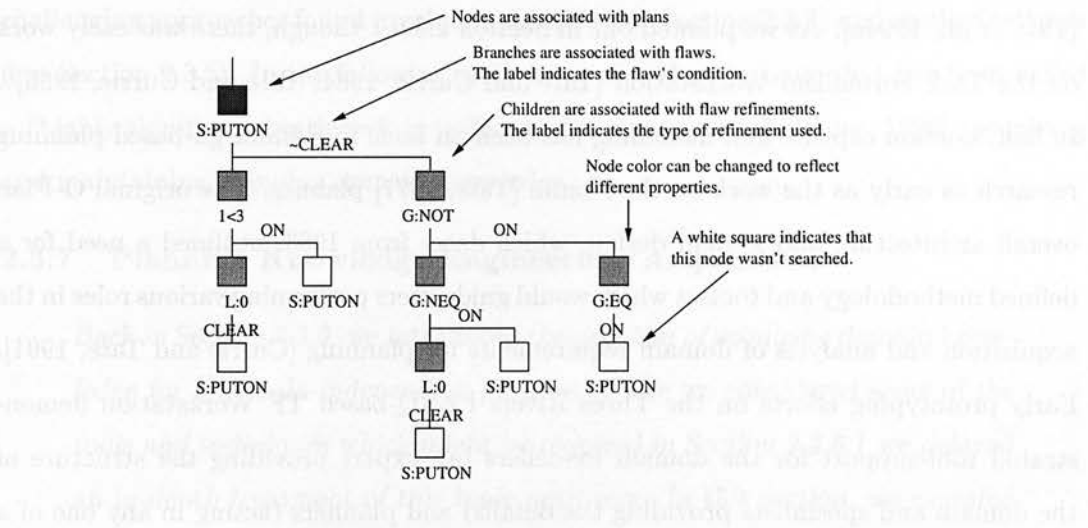 Nodes are associated with plans
Branches are associated with flaws.
The label indicates the flaw's condition.
Children are associated with flaw refinements.
The label indicates the type of refinement used.
Node color can be changed to reflect
different properties.
A white square indicates that
this node wasn't searched.
S:PUTON
~CLEAR
1<3
G:NOT
ON
ON
L:0
S:PUTON
G:NEQ
G:EQ
CLEAR
ON
ON
S:PUTON
L:0
S:PUTON
S:PUTON
CLEAR
S:PUTON